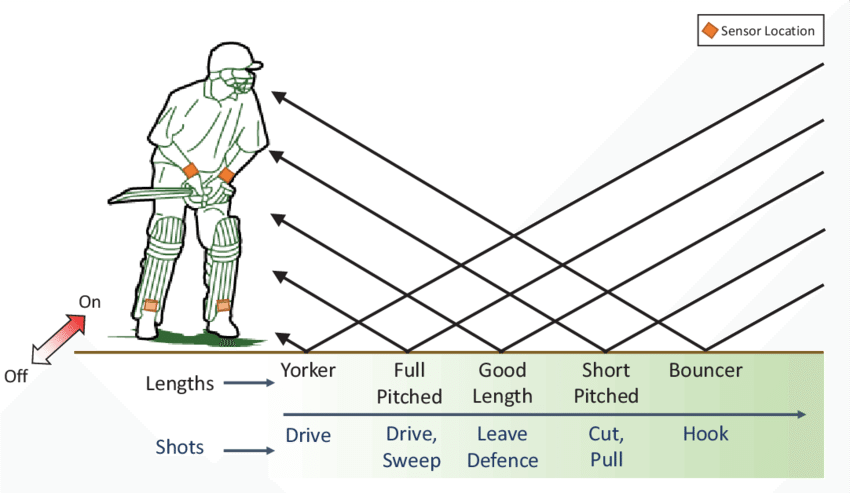 Sensor Location
On
Off
Lengths
Yorker
Full
Pitched
Good
Length
Short
Pitched
Bouncer
Shots
Drive
Drive,
Sweep
Leave
Defence
Cut,
Pull
Hook